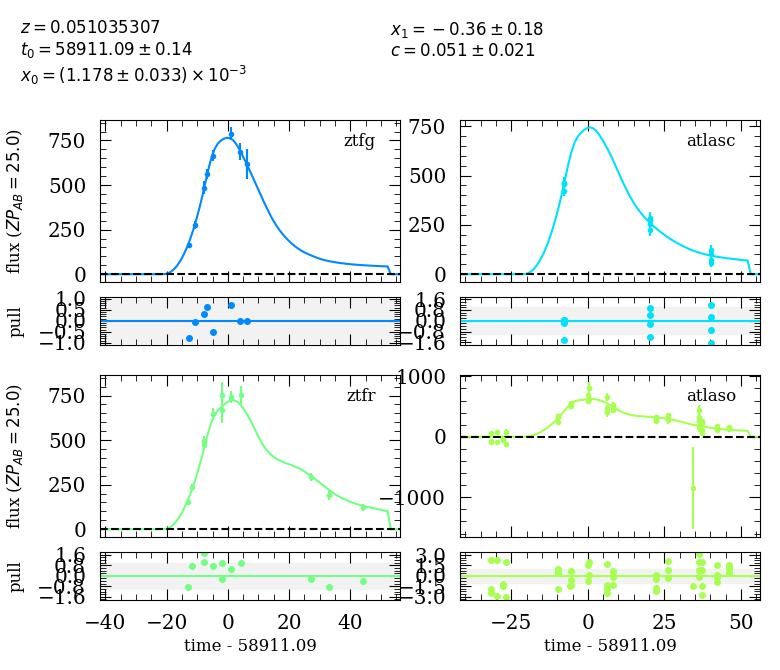 z = 0.051035307
t₀ = 58911.09 ± 0.14
x₀ = (1.178 ± 0.033) × 10⁻³
x₁ = −0.36 ± 0.18
c = 0.051 ± 0.021
flux (ZP_AB = 25.0)
750
500
250
0
ztfg
750
500
250
0
atlasc
pull
1.0
0.5
0.0
−0.5
−1.0
1.6
0.8
0.0
−0.8
−1.6
flux (ZP_AB = 25.0)
750
500
250
0
ztfr
1000
0
−1000
atlaso
pull
1.6
0.8
0.0
−0.8
−1.6
3.0
1.5
0.0
−1.5
−3.0
−40 −20 0 20 40
time - 58911.09
−25 0 25 50
time - 58911.09